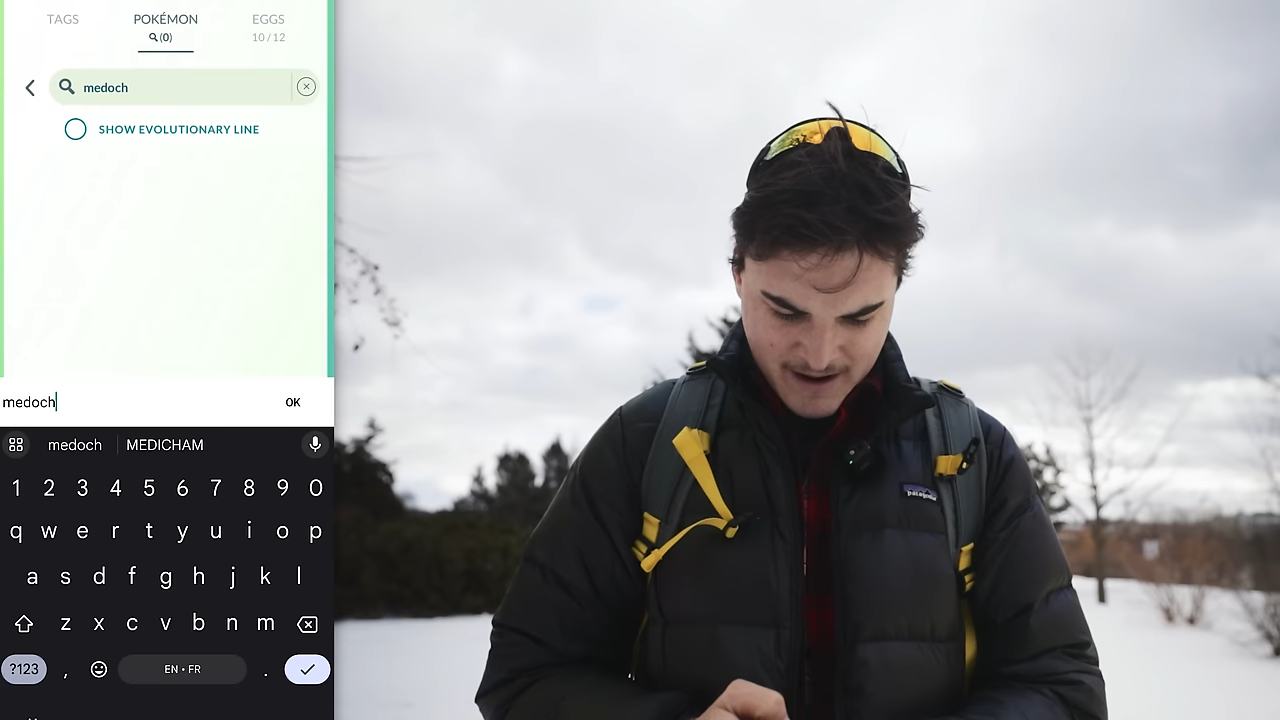 TAGS
POKÉMON
EGGS
(0)
10 / 12
medoch
SHOW EVOLUTIONARY LINE
medoch
OK
medoch
MEDICHAM
1 2 3 4 5 6 7 8 9 0
q w e r t y u i o p
a s d f g h j k l
z x c v b n m
?123
,
EN • FR
.
patagonia